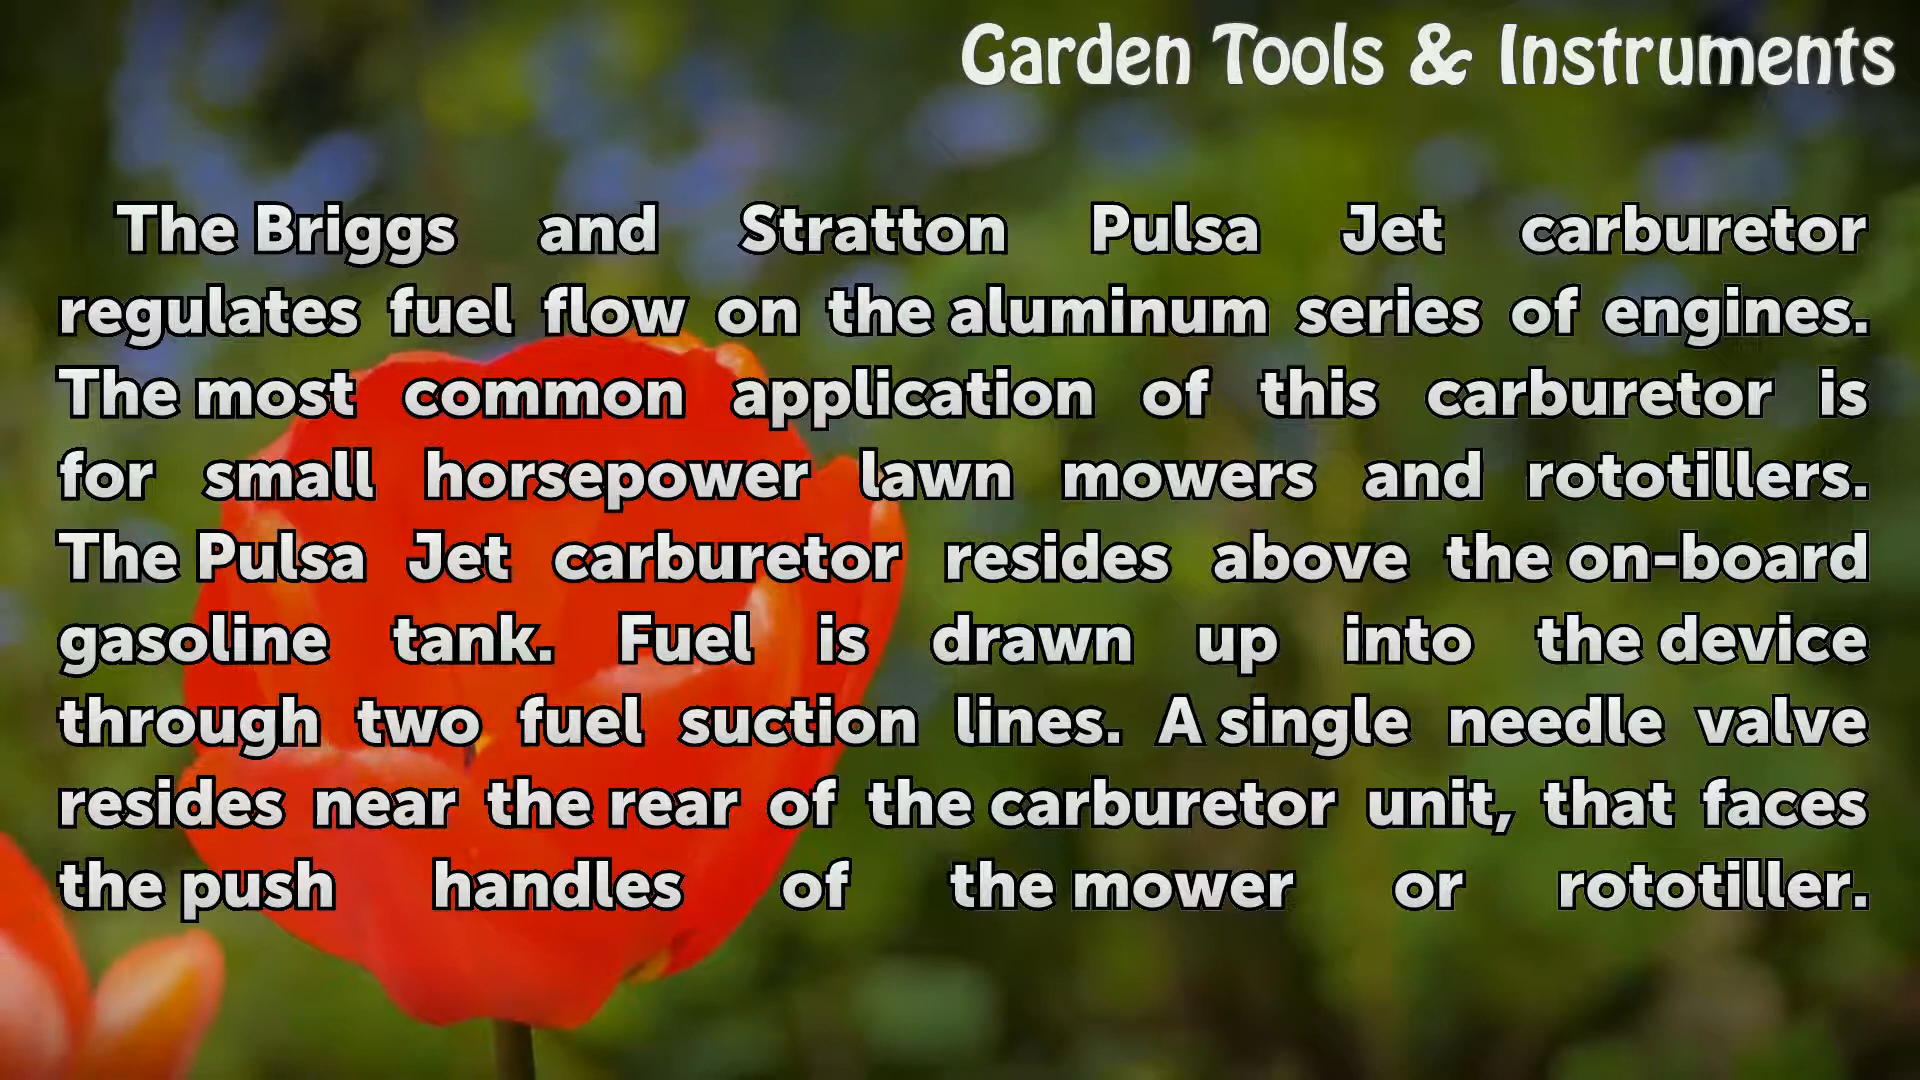 Garden Tools & Instruments
The Briggs and Stratton Pulsa Jet carburetor
regulates fuel flow on the aluminum series of engines.
The most common application of this carburetor is
for small horsepower lawn mowers and rototillers.
The Pulsa Jet carburetor resides above the on-board
gasoline tank. Fuel is drawn up into the device
through two fuel suction lines. A single needle valve
resides near the rear of the carburetor unit, that faces
the push handles of the mower or rototiller.